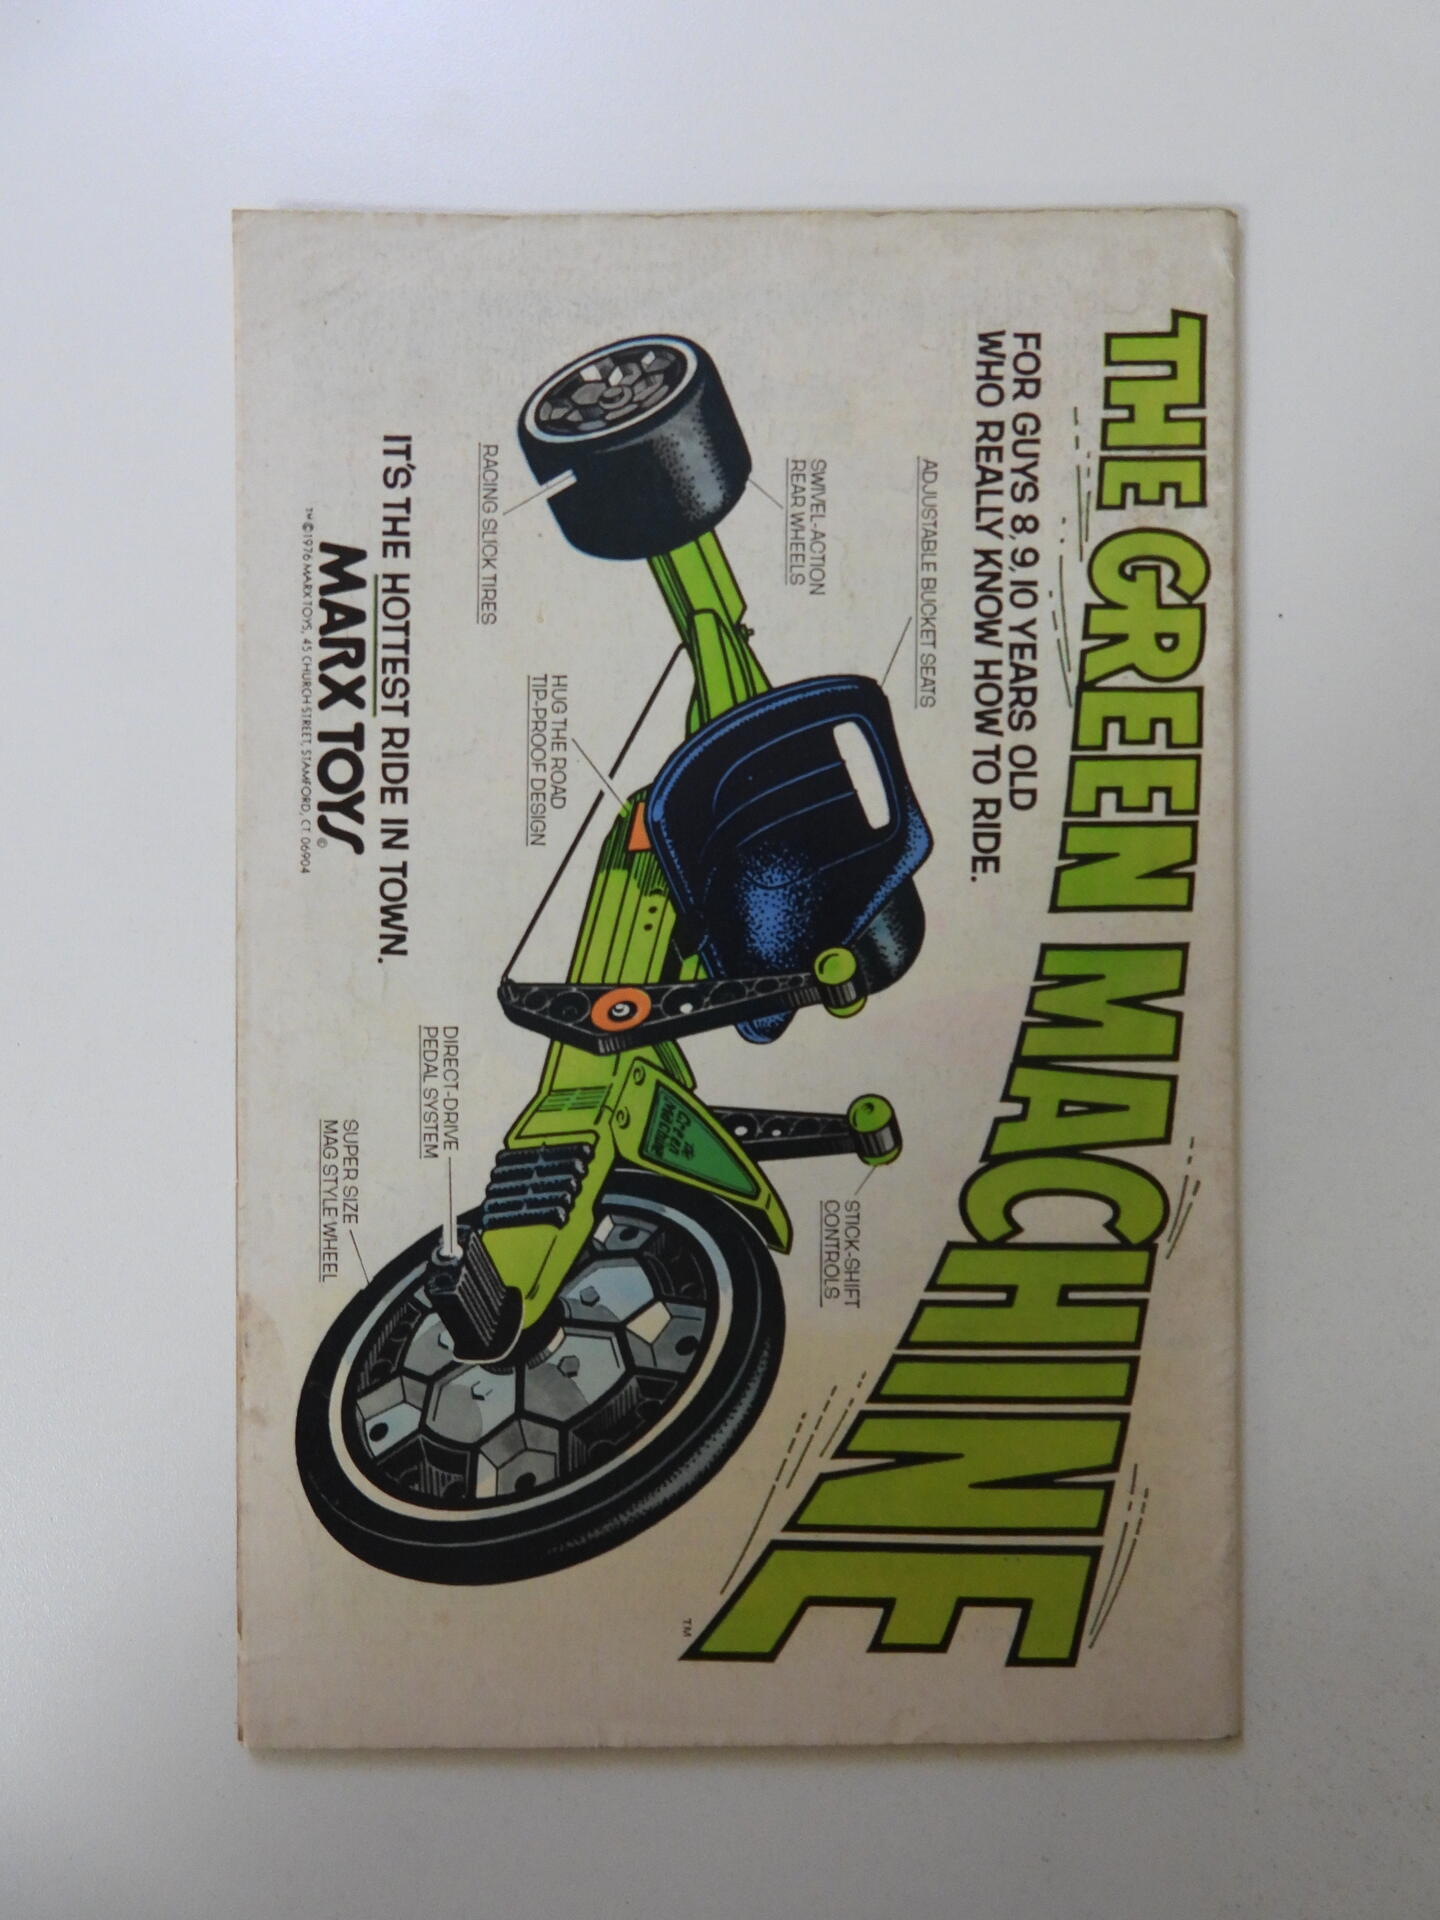 THE GREEN MACHINE
TM
FOR GUYS 8, 9, 10 YEARS OLD
WHO REALLY KNOW HOW TO RIDE.
ADJUSTABLE BUCKET SEATS
SWIVEL-ACTION
REAR WHEELS
STICK-SHIFT
CONTROLS
The
Green
Machine
HUG THE ROAD
TIP-PROOF DESIGN
RACING SLICK TIRES
DIRECT-DRIVE
PEDAL SYSTEM
SUPER SIZE
MAG STYLE WHEEL
IT'S THE HOTTEST RIDE IN TOWN.
MARX TOYS©
TM ©1976 MARX TOYS, 45 CHURCH STREET, STAMFORD, CT. 06904